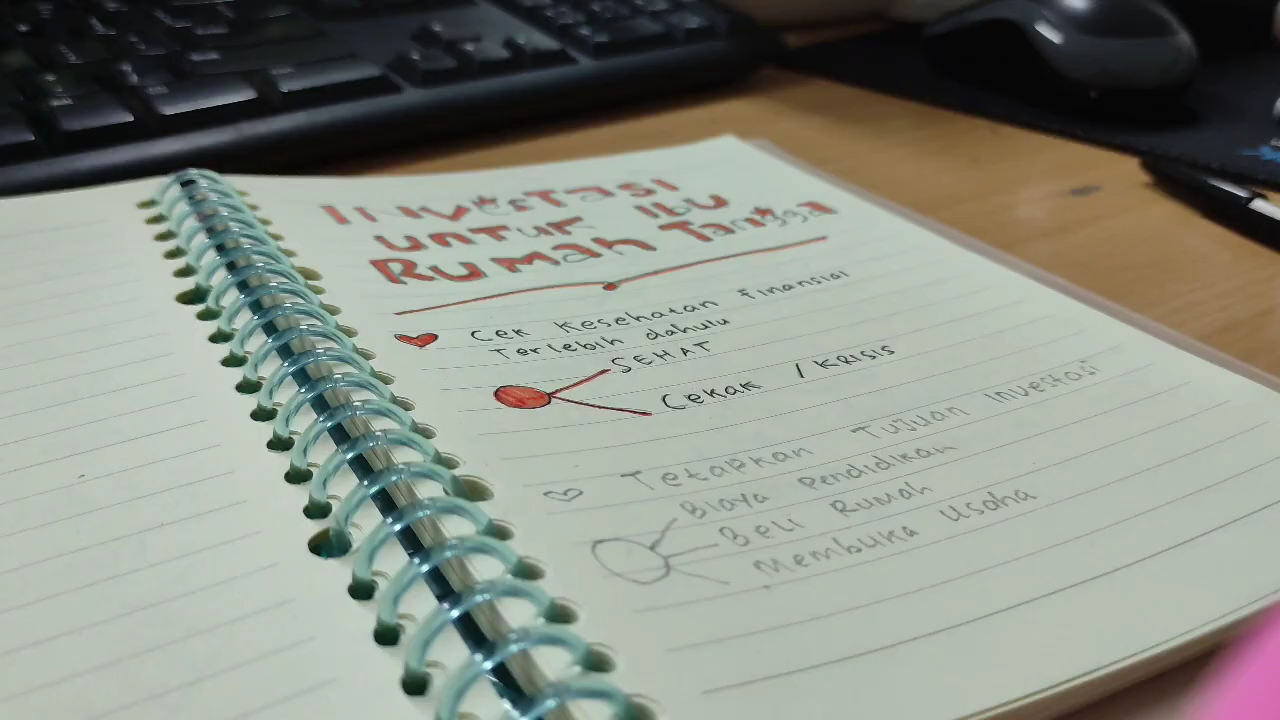 INVESTASI
UNTUK IBU
RUMAH TANGGA
Cek Kesehatan Finansial
Terlebih dahulu
SEHAT
Cekak / KRISIS
Tetapkan Tujuan Investasi
Biaya Pendidikan
Beli Rumah
Membuka Usaha